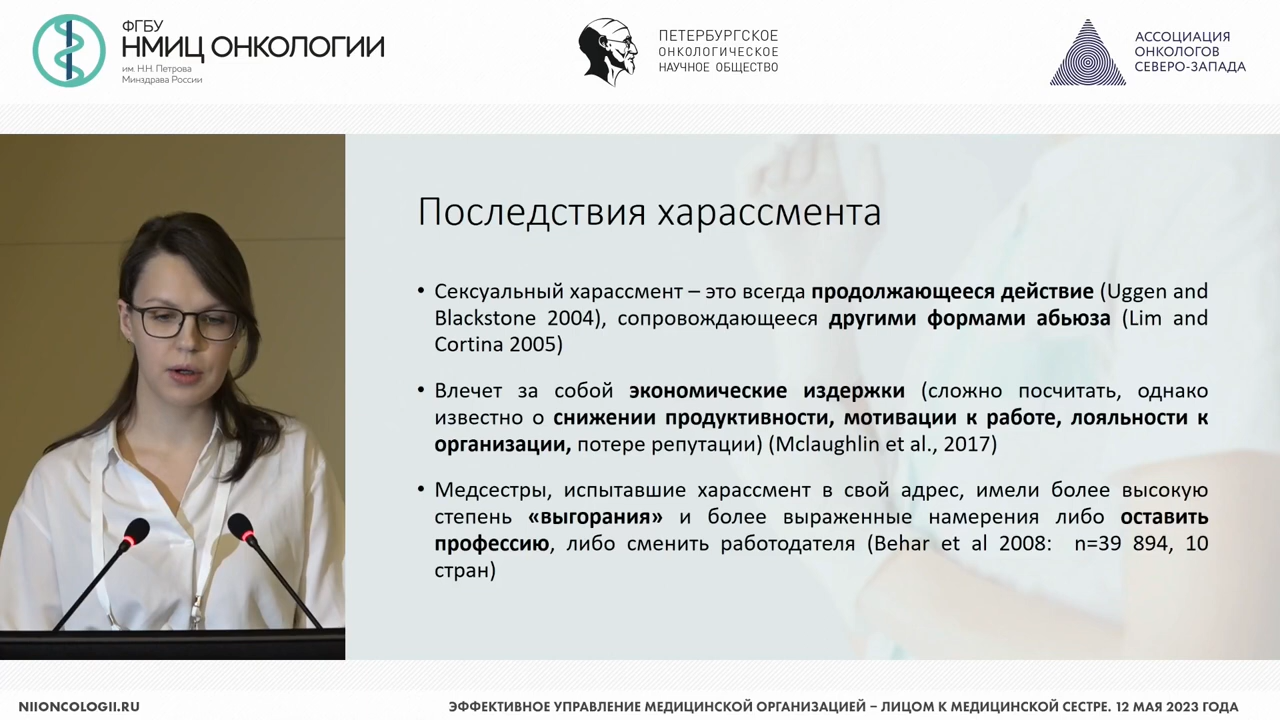 ФГБУ
НМИЦ ОНКОЛОГИИ
им. Н.Н. Петрова
Минздрава России
ПЕТЕРБУРГСКОЕ
ОНКОЛОГИЧЕСКОЕ
НАУЧНОЕ ОБЩЕСТВО
АССОЦИАЦИЯ
ОНКОЛОГОВ
СЕВЕРО-ЗАПАДА
Последствия харассмента
• Сексуальный харассмент – это всегда продолжающееся действие (Uggen and
Blackstone 2004), сопровождающееся другими формами абьюза (Lim and
Cortina 2005)
• Влечет за собой экономические издержки (сложно посчитать, однако
известно о снижении продуктивности, мотивации к работе, лояльности к
организации, потере репутации) (Mclaughlin et al., 2017)
• Медсестры, испытавшие харассмент в свой адрес, имели более высокую
степень «выгорания» и более выраженные намерения либо оставить
профессию, либо сменить работодателя (Behar et al 2008: n=39 894, 10
стран)
NIIONCOLOGII.RU
ЭФФЕКТИВНОЕ УПРАВЛЕНИЕ МЕДИЦИНСКОЙ ОРГАНИЗАЦИЕЙ – ЛИЦОМ К МЕДИЦИНСКОЙ СЕСТРЕ. 12 МАЯ 2023 ГОДА